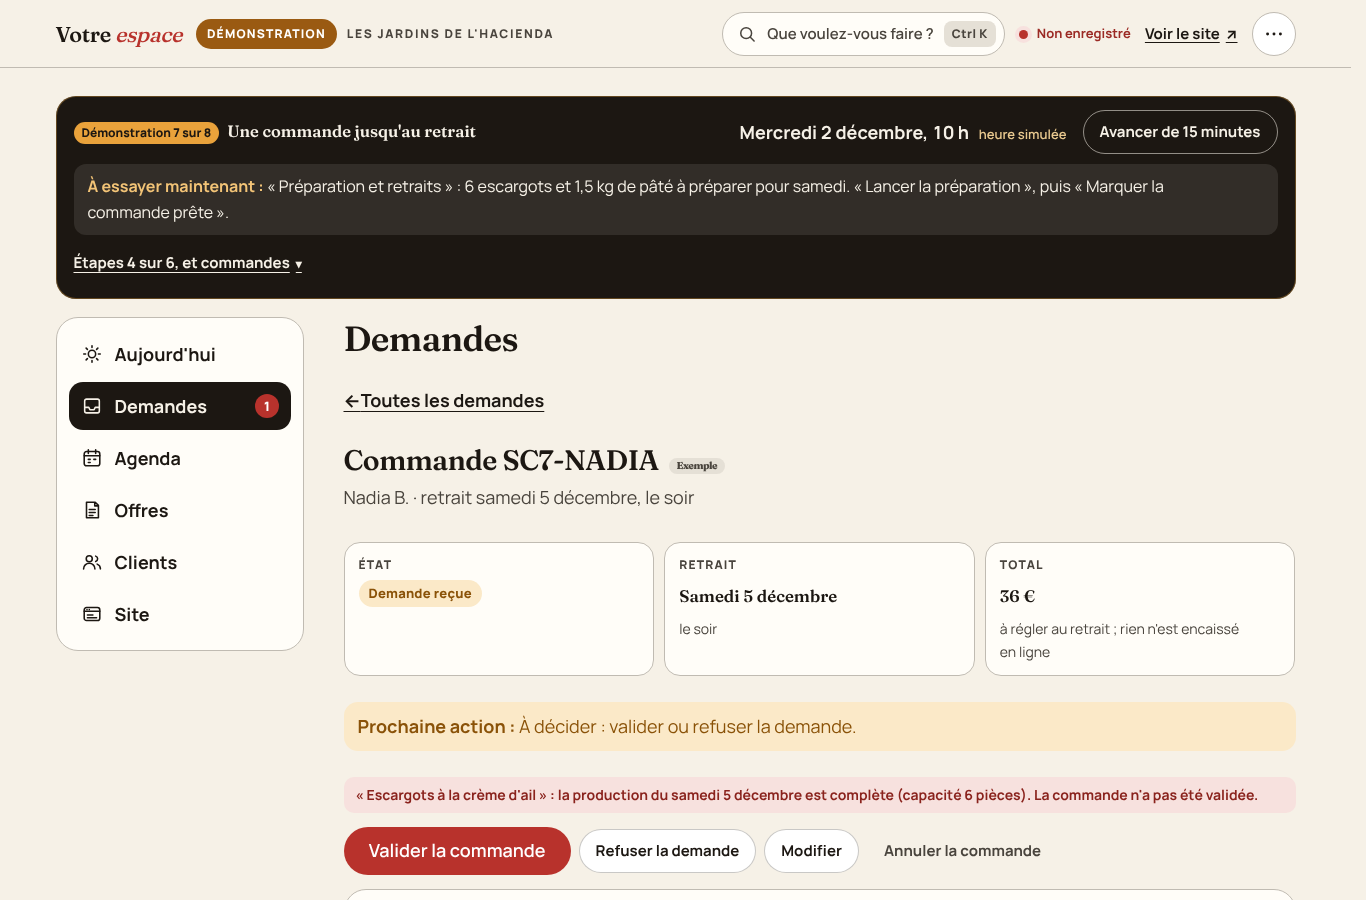 Votre espace
DÉMONSTRATION
LES JARDINS DE L'HACIENDA
Que voulez-vous faire ?
Ctrl K
Non enregistré
Voir le site ↗
···
Démonstration 7 sur 8
Une commande jusqu'au retrait
Mercredi 2 décembre, 10 h
heure simulée
Avancer de 15 minutes
À essayer maintenant : « Préparation et retraits » : 6 escargots et 1,5 kg de pâté à préparer pour samedi. « Lancer la préparation », puis « Marquer la
commande prête ».
Étapes 4 sur 6, et commandes ▾
Aujourd'hui
Demandes
1
Agenda
Offres
Clients
Site
Demandes
←Toutes les demandes
Commande SC7-NADIA
Exemple
Nadia B. · retrait samedi 5 décembre, le soir
ÉTAT
Demande reçue
RETRAIT
Samedi 5 décembre
le soir
TOTAL
36 €
à régler au retrait ; rien n'est encaissé
en ligne
Prochaine action : À décider : valider ou refuser la demande.
« Escargots à la crème d'ail » : la production du samedi 5 décembre est complète (capacité 6 pièces). La commande n'a pas été validée.
Valider la commande
Refuser la demande
Modifier
Annuler la commande